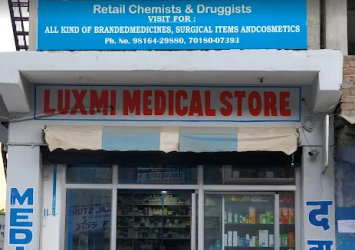 Retail Chemists & Druggists
VISIT FOR :
ALL KIND OF BRANDEDMEDICINES, SURGICAL ITEMS ANDCOSMETICS
Ph. No. 98164-29880, 70180-07393
LUXMI MEDICAL STORE
MED
द